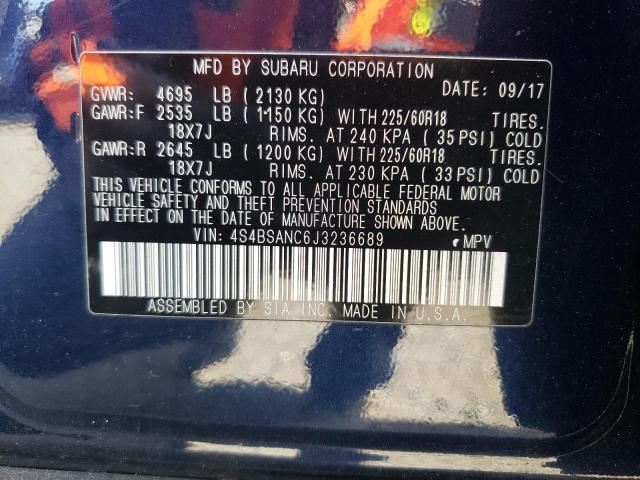 MFD BY SUBARU CORPORATION
DATE: 09/17
GVWR: 4695 LB (2130 KG)
GAWR:F 2535 LB (1150 KG) WITH 225/60R18 TIRES.
18X7J RIMS. AT 240 KPA (35 PSI) COLD
GAWR:R 2645 LB (1200 KG) WITH 225/60R18 TIRES.
18X7J RIMS. AT 230 KPA (33 PSI) COLD
THIS VEHICLE CONFORMS TO ALL APPLICABLE FEDERAL MOTOR
VEHICLE SAFETY AND THEFT PREVENTION STANDARDS IN EFFECT
ON THE DATE OF MANUFACTURE SHOWN ABOVE.
VIN: 4S4BSANC6J3236689 MPV
ASSEMBLED BY SIA, INC. MADE IN U.S.A.